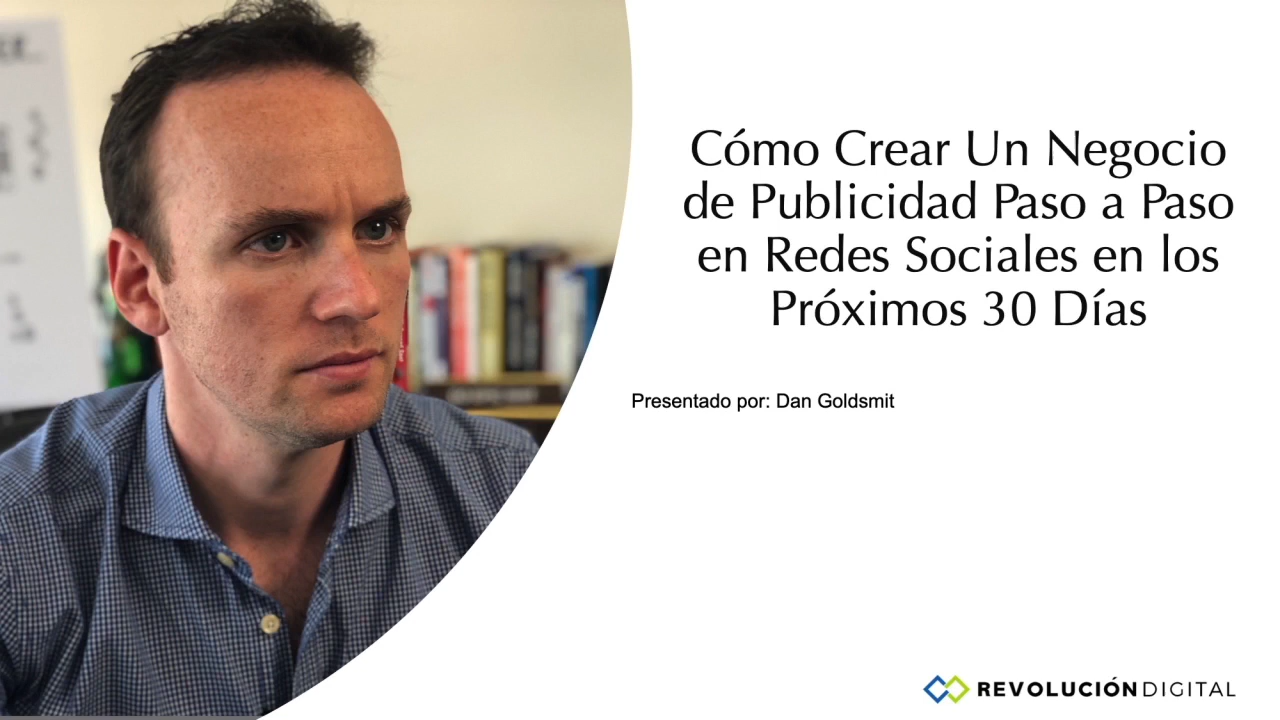 Cómo Crear Un Negocio
de Publicidad Paso a Paso
en Redes Sociales en los
Próximos 30 Días
Presentado por: Dan Goldsmit
REVOLUCIÓN DIGITAL